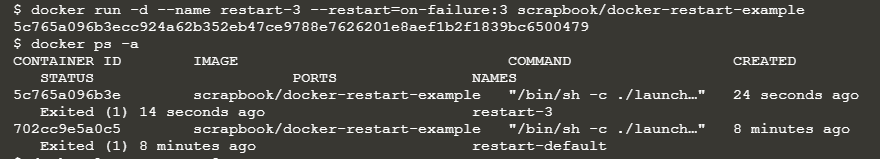 $ docker run -d --name restart-3 --restart=on-failure:3 scrapbook/docker-restart-example
5c765a096b3ecc924a62b352eb47ce9788e7626201e8aef1b2f1839bc6500479
$ docker ps -a
CONTAINER ID        IMAGE                              COMMAND                  CREATED
   STATUS                      PORTS                NAMES
5c765a096b3e        scrapbook/docker-restart-example   "/bin/sh -c ./launch…"   24 seconds ago
   Exited (1) 14 seconds ago                        restart-3
702cc9e5a0c5        scrapbook/docker-restart-example   "/bin/sh -c ./launch…"   8 minutes ago
   Exited (1) 8 minutes ago                         restart-default